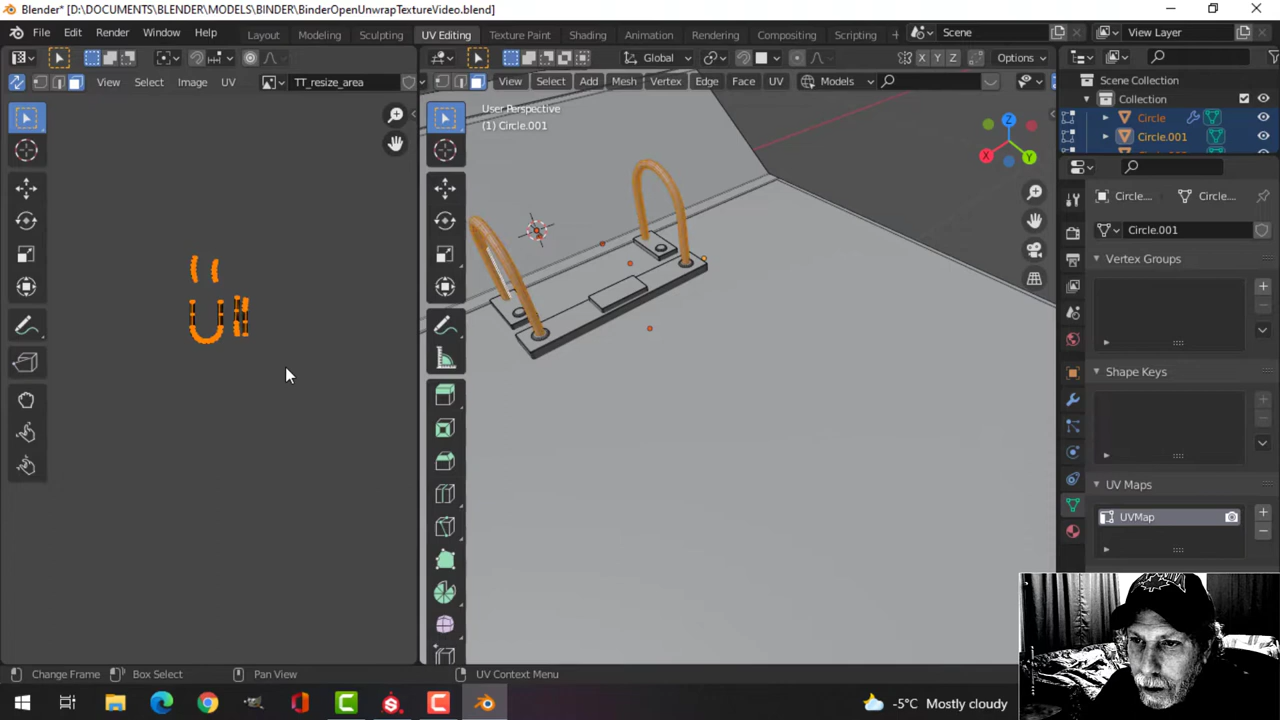 Blender* [D:\DOCUMENTS\BLENDER\MODELS\BINDER\BinderOpenUnwrapTextureVideo.blend]
File Edit Render Window Help Layout Modeling Sculpting UV Editing Texture Paint Shading Animation Rendering Compositing Scripting Scene View Layer
Global X Y Z Options
View Select Image UV TT_resize_area View Select Add Mesh Vertex Edge Face UV Models
User Perspective
(1) Circle.001
Z
X
Y
Scene Collection
Collection
Circle
Circle.001
Circle... Circle...
Circle.001
Vertex Groups
Shape Keys
UV Maps
UVMap
Change Frame Box Select Pan View UV Context Menu
-5°C Mostly cloudy